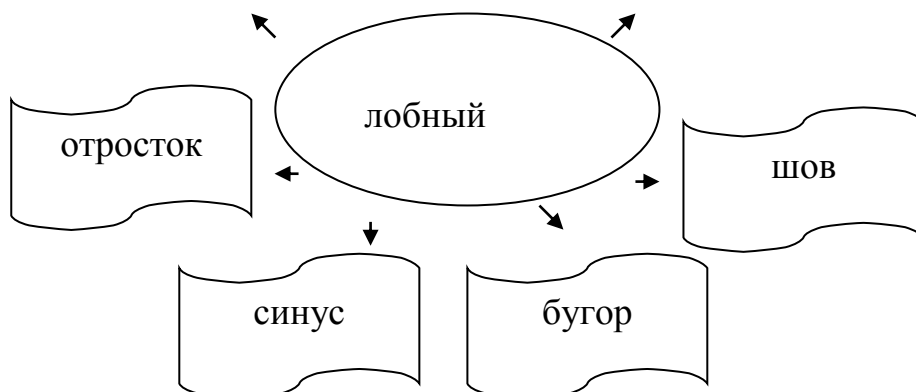 лобный
отросток
шов
синус
бугор